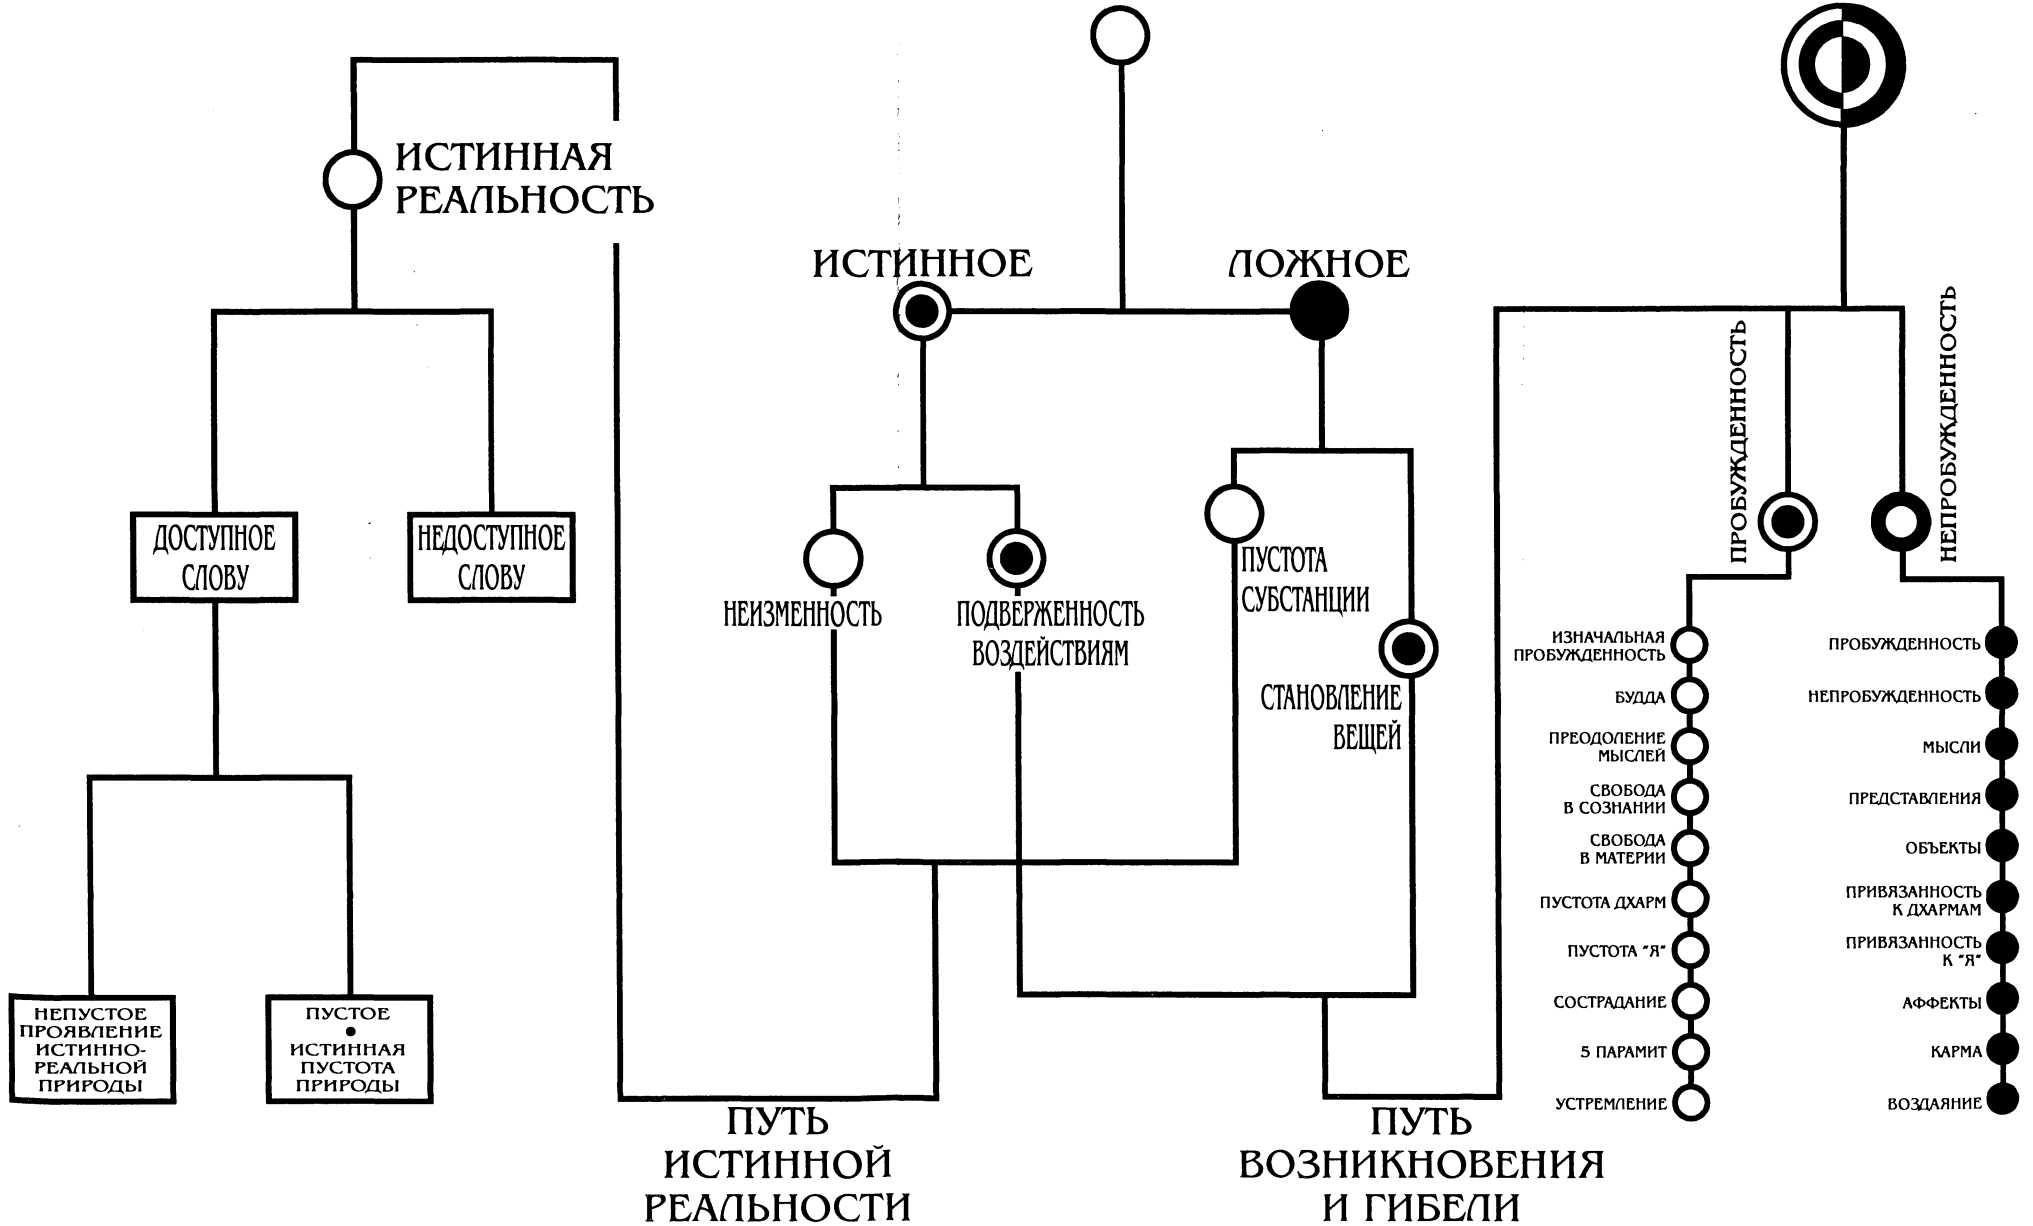 ИСТИННАЯ
РЕАЛЬНОСТЬ
ДОСТУПНОЕ
СЛОВУ
НЕДОСТУПНОЕ
СЛОВУ
НЕПУСТОЕ
ПРОЯВЛЕНИЕ
ИСТИННО-
РЕАЛЬНОЙ
ПРИРОДЫ
ПУСТОЕ
•
ИСТИННАЯ
ПУСТОТА
ПРИРОДЫ
ИСТИННОЕ
ЛОЖНОЕ
НЕИЗМЕННОСТЬ
ПОДВЕРЖЕННОСТЬ
ВОЗДЕЙСТВИЯМ
ПУСТОТА
СУБСТАНЦИИ
СТАНОВЛЕНИЕ
ВЕЩЕЙ
ПУТЬ
ИСТИННОЙ
РЕАЛЬНОСТИ
ПУТЬ
ВОЗНИКНОВЕНИЯ
И ГИБЕЛИ
ПРОБУЖДЕННОСТЬ
НЕПРОБУЖДЕННОСТЬ
ИЗНАЧАЛЬНАЯ
ПРОБУЖДЕННОСТЬ
БУДДА
ПРЕОДОЛЕНИЕ
МЫСЛЕЙ
СВОБОДА
В СОЗНАНИИ
СВОБОДА
В МАТЕРИИ
ПУСТОТА ДХАРМ
ПУСТОТА "Я"
СОСТРАДАНИЕ
5 ПАРАМИТ
УСТРЕМЛЕНИЕ
ПРОБУЖДЕННОСТЬ
НЕПРОБУЖДЕННОСТЬ
МЫСЛИ
ПРЕДСТАВЛЕНИЯ
ОБЪЕКТЫ
ПРИВЯЗАННОСТЬ
К ДХАРМАМ
ПРИВЯЗАННОСТЬ
К "Я"
АФФЕКТЫ
КАРМА
ВОЗДАЯНИЕ